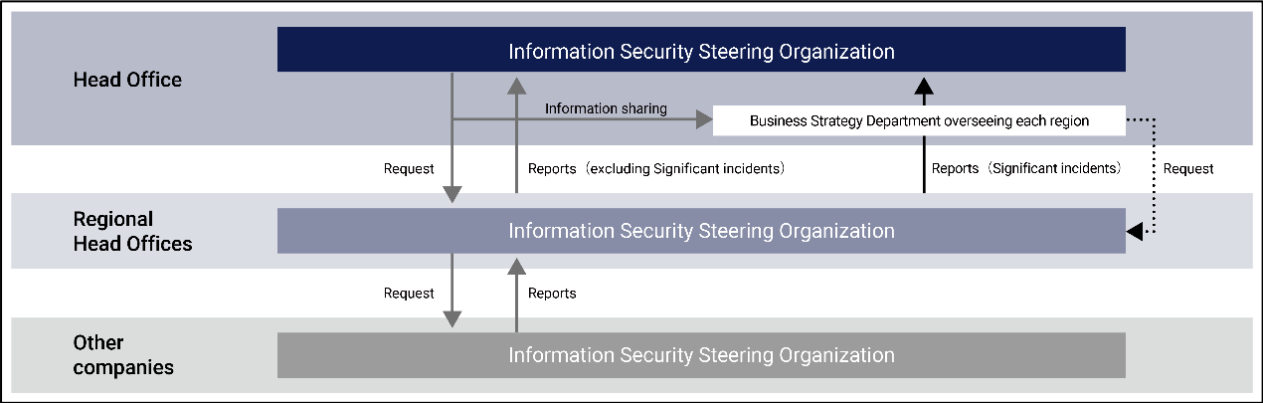 Information Security Steering Organization
Head Office
Information sharing
Business Strategy Department overseeing each region
Request
Reports（excluding Significant incidents）
Reports（Significant incidents）
Request
Regional
Head Offices
Information Security Steering Organization
Request
Reports
Other
companies
Information Security Steering Organization